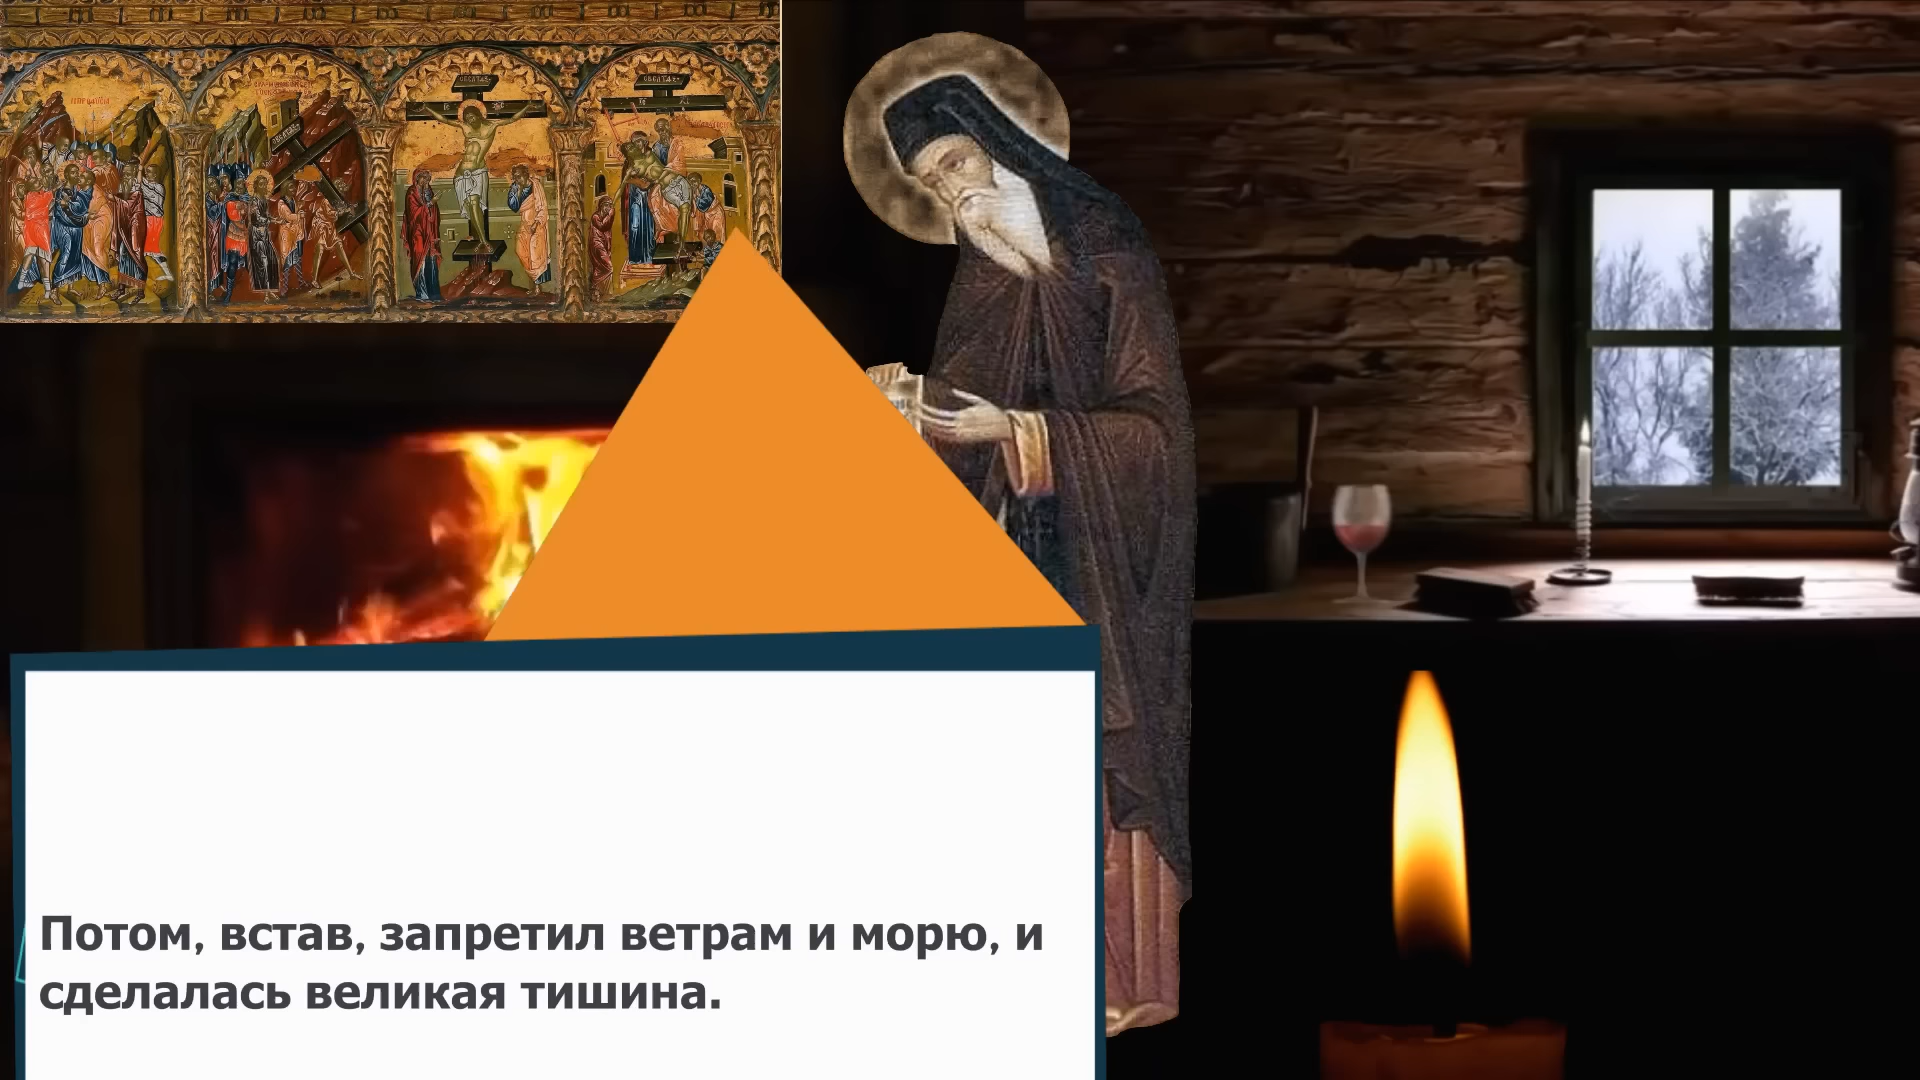 Потом, встав, запретил ветрам и морю, и
сделалась великая тишина.